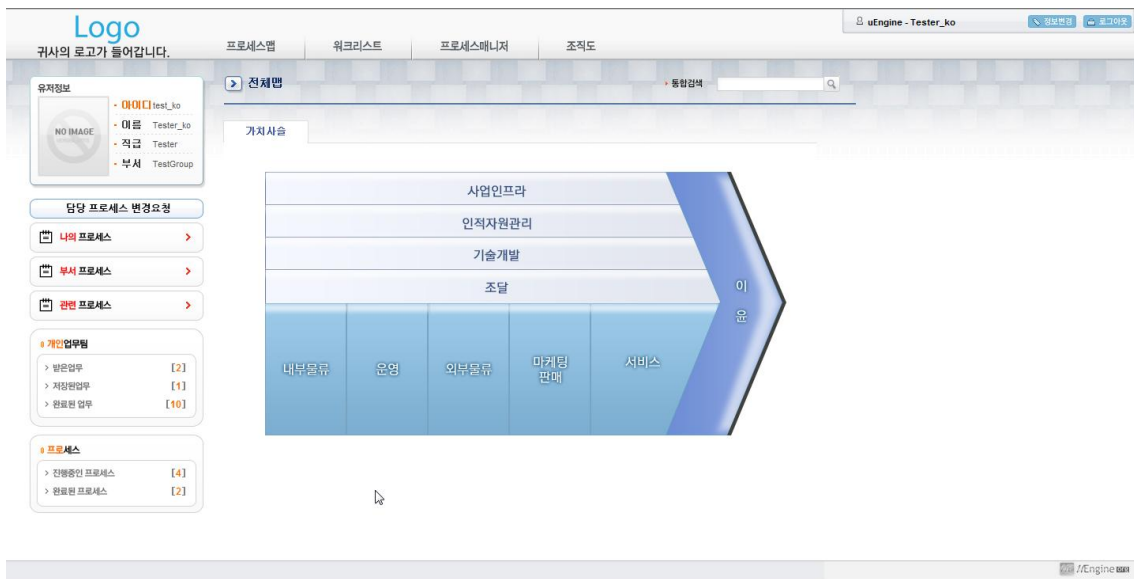 Logo
귀사의 로고가 들어갑니다.
uEngine - Tester_ko
정보변경
로그아웃
프로세스맵
워크리스트
프로세스매니저
조직도
유저정보
NO IMAGE
아이디 test_ko
이름 Tester_ko
직급 Tester
부서 TestGroup
전체맵
통합검색
가치사슬
담당 프로세스 변경요청
나의 프로세스
부서 프로세스
관련 프로세스
개인업무팀
받은업무 [2]
저장된업무 [1]
완료된 업무 [10]
프로세스
진행중인 프로세스 [4]
완료된 프로세스 [2]
사업인프라
인적자원관리
기술개발
조달
내부물류
운영
외부물류
마케팅
판매
서비스
이
윤